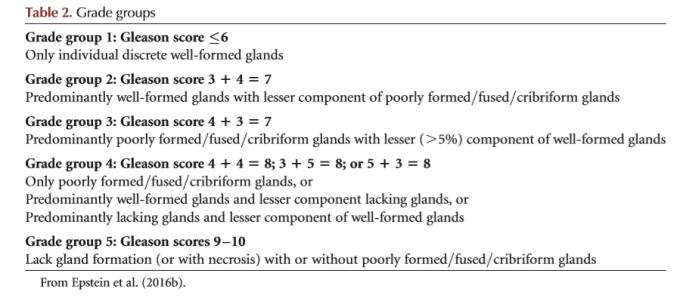 Table 2. Grade groups
Grade group 1: Gleason score ≤6
Only individual discrete well-formed glands
Grade group 2: Gleason score 3 + 4 = 7
Predominantly well-formed glands with lesser component of poorly formed/fused/cribriform glands
Grade group 3: Gleason score 4 + 3 = 7
Predominantly poorly formed/fused/cribriform glands with lesser (>5%) component of well-formed glands
Grade group 4: Gleason score 4 + 4 = 8; 3 + 5 = 8; or 5 + 3 = 8
Only poorly formed/fused/cribriform glands, or
Predominantly well-formed glands and lesser component lacking glands, or
Predominantly lacking glands and lesser component of well-formed glands
Grade group 5: Gleason scores 9–10
Lack gland formation (or with necrosis) with or without poorly formed/fused/cribriform glands
From Epstein et al. (2016b).